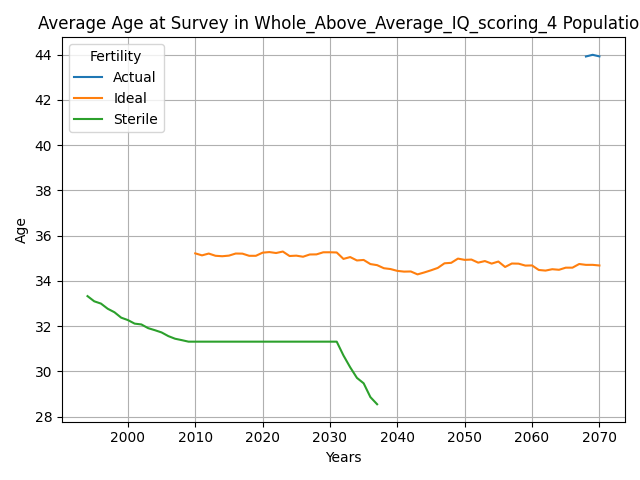 Average Age at Survey in Whole_Above_Average_IQ_scoring_4 Populatio
Fertility
Actual
Ideal
Sterile
44
42
40
38
36
34
32
30
28
Age
2000 2010 2020 2030 2040 2050 2060 2070
Years